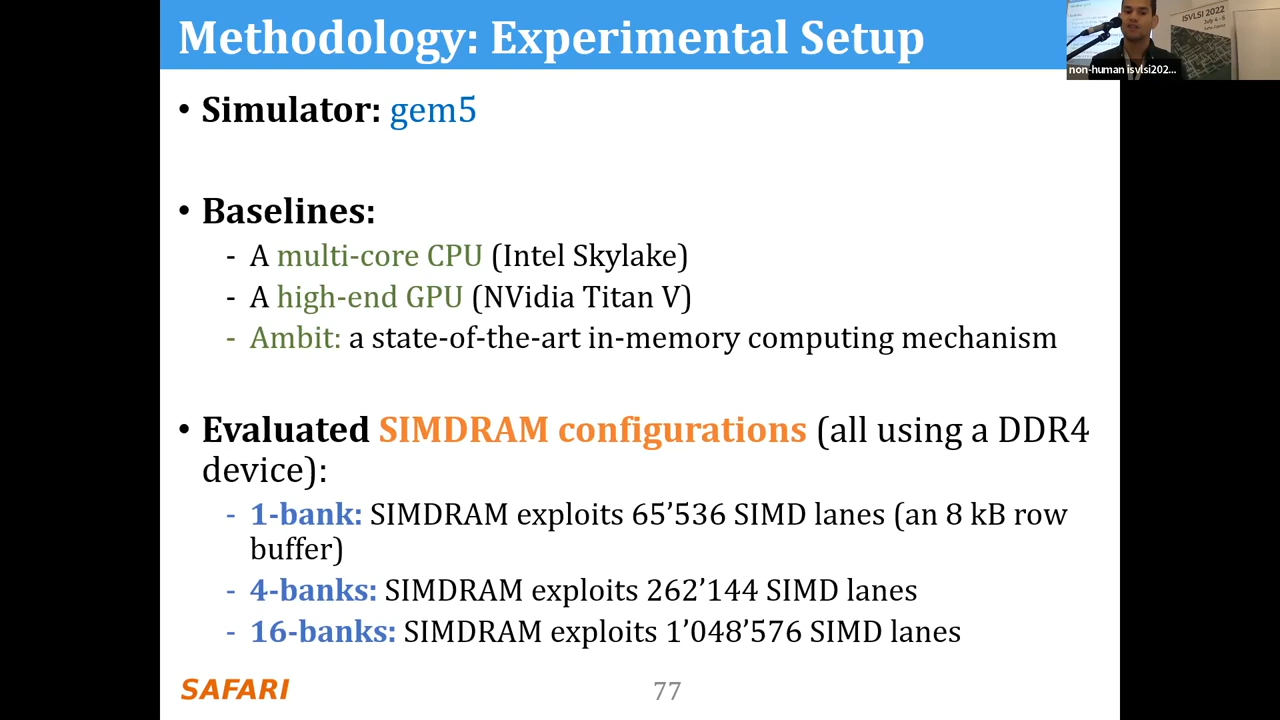 Methodology: Experimental Setup
ISVLSI 2022
July 4 - 6
non-human isvlsi202...
• Simulator: gem5
• Baselines:
- A multi-core CPU (Intel Skylake)
- A high-end GPU (NVidia Titan V)
- Ambit: a state-of-the-art in-memory computing mechanism
• Evaluated SIMDRAM configurations (all using a DDR4
device):
- 1-bank: SIMDRAM exploits 65’536 SIMD lanes (an 8 kB row
buffer)
- 4-banks: SIMDRAM exploits 262’144 SIMD lanes
- 16-banks: SIMDRAM exploits 1’048’576 SIMD lanes
SAFARI
77